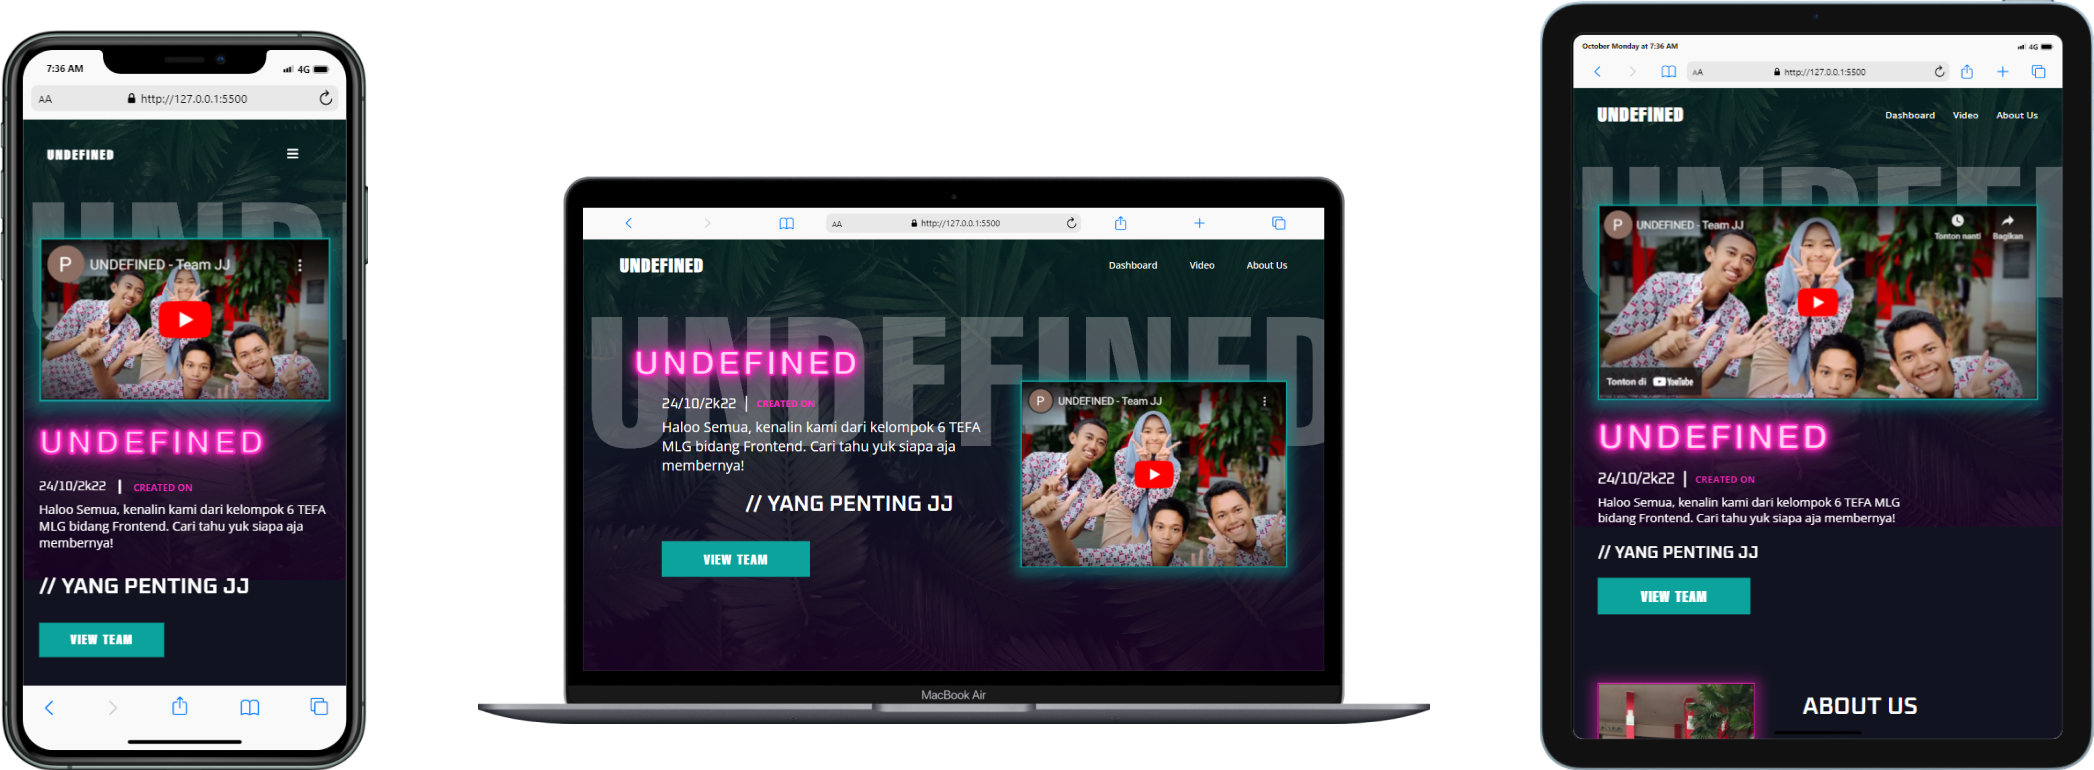 7:36 AM
4G
AA
http://127.0.0.1:5500
UNDEFINED
UND
P
UNDEFINED - Team JJ
UNDEFINED
24/10/2k22 | CREATED ON
Haloo Semua, kenalin kami dari kelompok 6 TEFA
MLG bidang Frontend. Cari tahu yuk siapa aja
membernya!
// YANG PENTING JJ
VIEW TEAM
AA
http://127.0.0.1:5500
UNDEFINED
Dashboard Video About Us
UNDEFINED
UNDEFINED
24/10/2k22 | CREATED ON
Haloo Semua, kenalin kami dari kelompok 6 TEFA
MLG bidang Frontend. Cari tahu yuk siapa aja
membernya!
// YANG PENTING JJ
VIEW TEAM
P
UNDEFINED - Team JJ
MacBook Air
October Monday at 7:36 AM
4G
AA
http://127.0.0.1:5500
UNDEFINED
Dashboard Video About Us
UNDEFI
P
UNDEFINED - Team JJ
Tonton nanti
Bagikan
Tonton di YouTube
UNDEFINED
24/10/2k22 | CREATED ON
Haloo Semua, kenalin kami dari kelompok 6 TEFA MLG
bidang Frontend. Cari tahu yuk siapa aja membernya!
// YANG PENTING JJ
VIEW TEAM
ABOUT US